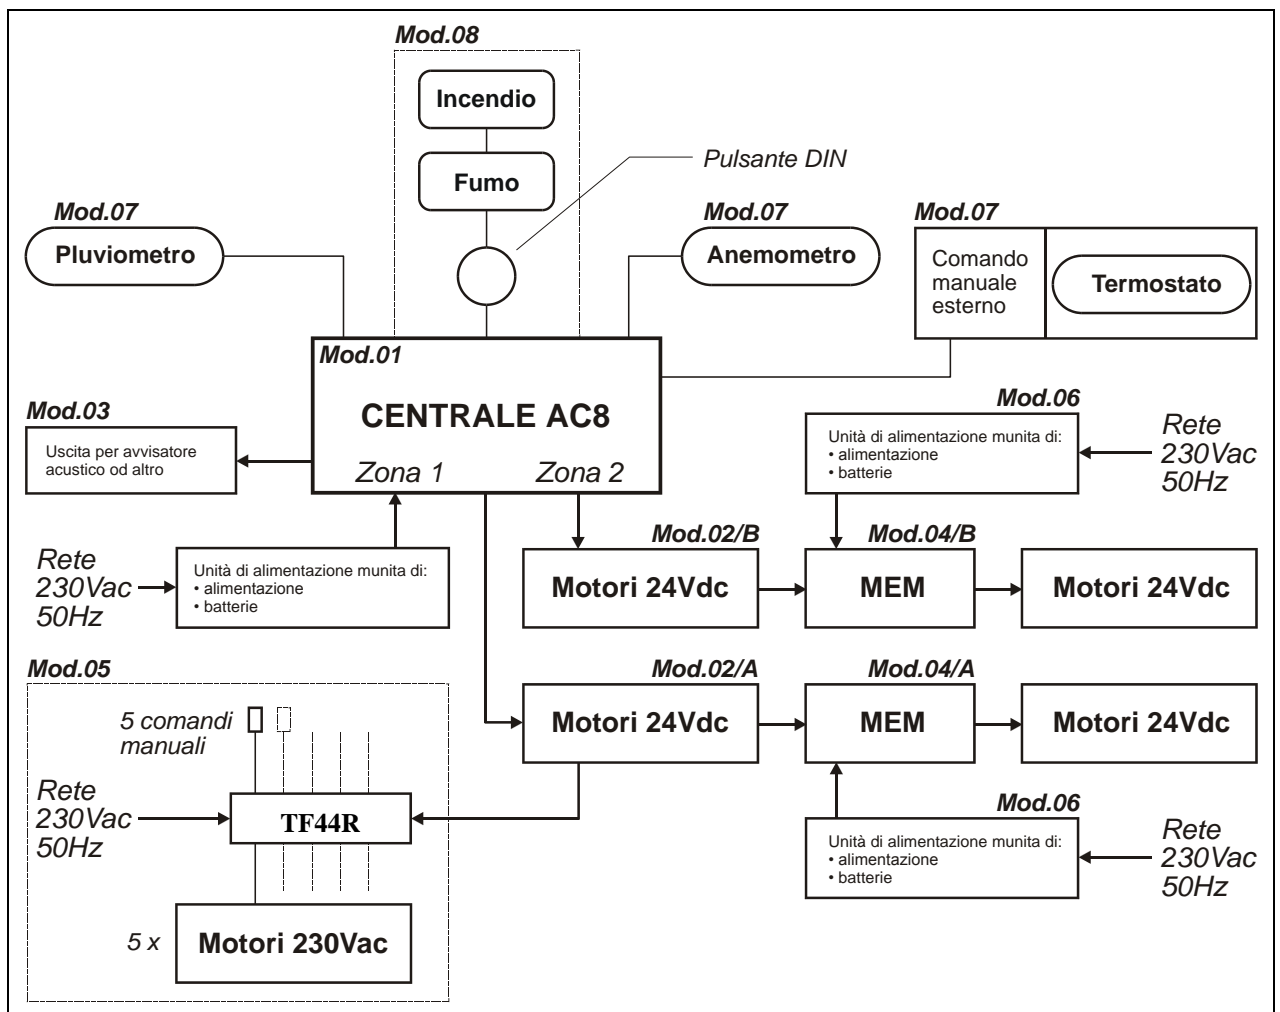 Mod.08
Incendio
Fumo
Pulsante DIN
Mod.07
Pluviometro
Mod.07
Anemometro
Mod.07
Comando
manuale
esterno
Termostato
Mod.01
CENTRALE AC8
Zona 1
Zona 2
Mod.03
Uscita per avvisatore
acustico od altro
Mod.06
Unità di alimentazione munita di:
• alimentazione
• batterie
Rete
230Vac
50Hz
Rete
230Vac
50Hz
Unità di alimentazione munita di:
• alimentazione
• batterie
Mod.02/B
Motori 24Vdc
Mod.04/B
MEM
Motori 24Vdc
Mod.05
5 comandi
manuali
Mod.02/A
Motori 24Vdc
Mod.04/A
MEM
Motori 24Vdc
Rete
230Vac
50Hz
TF44R
Mod.06
Unità di alimentazione munita di:
• alimentazione
• batterie
Rete
230Vac
50Hz
5 x
Motori 230Vac